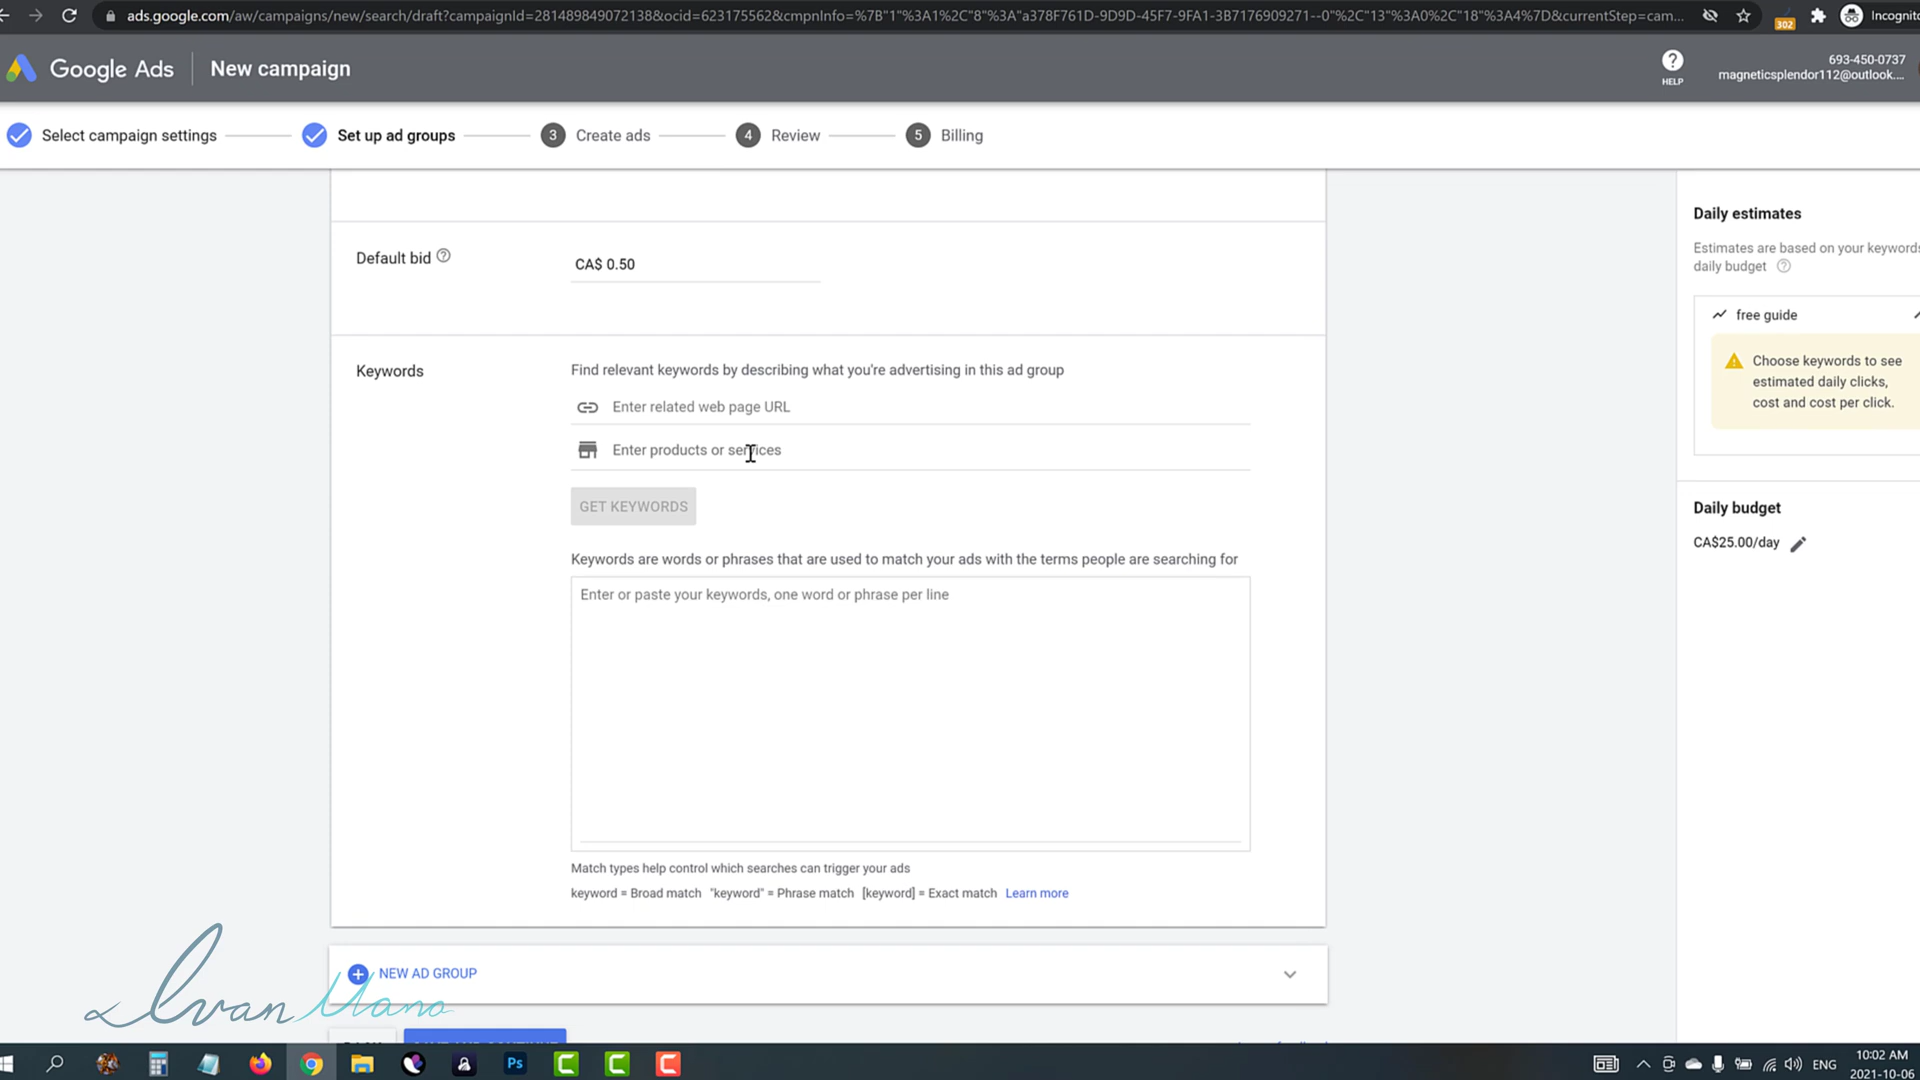 ads.google.com/aw/campaigns/new/search/draft?campaignId=281489849072138&ocid=623175562&cmpnInfo=%7B"1"%3A1%2C"8"%3A"a378F761D-9D9D-45F7-9FA1-3B7176909271--0"%2C"13"%3A0%2C"18"%3A4%7D&currentStep=cam...
302
Incognito
Google Ads
New campaign
HELP
693-450-0737
magneticsplendor112@outlook....
Select campaign settings
Set up ad groups
3 Create ads
4 Review
5 Billing
Default bid
CA$ 0.50
Keywords
Find relevant keywords by describing what you're advertising in this ad group
Enter related web page URL
Enter products or services
GET KEYWORDS
Keywords are words or phrases that are used to match your ads with the terms people are searching for
Enter or paste your keywords, one word or phrase per line
Match types help control which searches can trigger your ads
keyword = Broad match "keyword" = Phrase match [keyword] = Exact match Learn more
NEW AD GROUP
Daily estimates
Estimates are based on your keywords
daily budget
free guide
Choose keywords to see
estimated daily clicks,
cost and cost per click.
Daily budget
CA$25.00/day
Ivan Mana
Ps
ENG
10:02 AM
2021-10-06